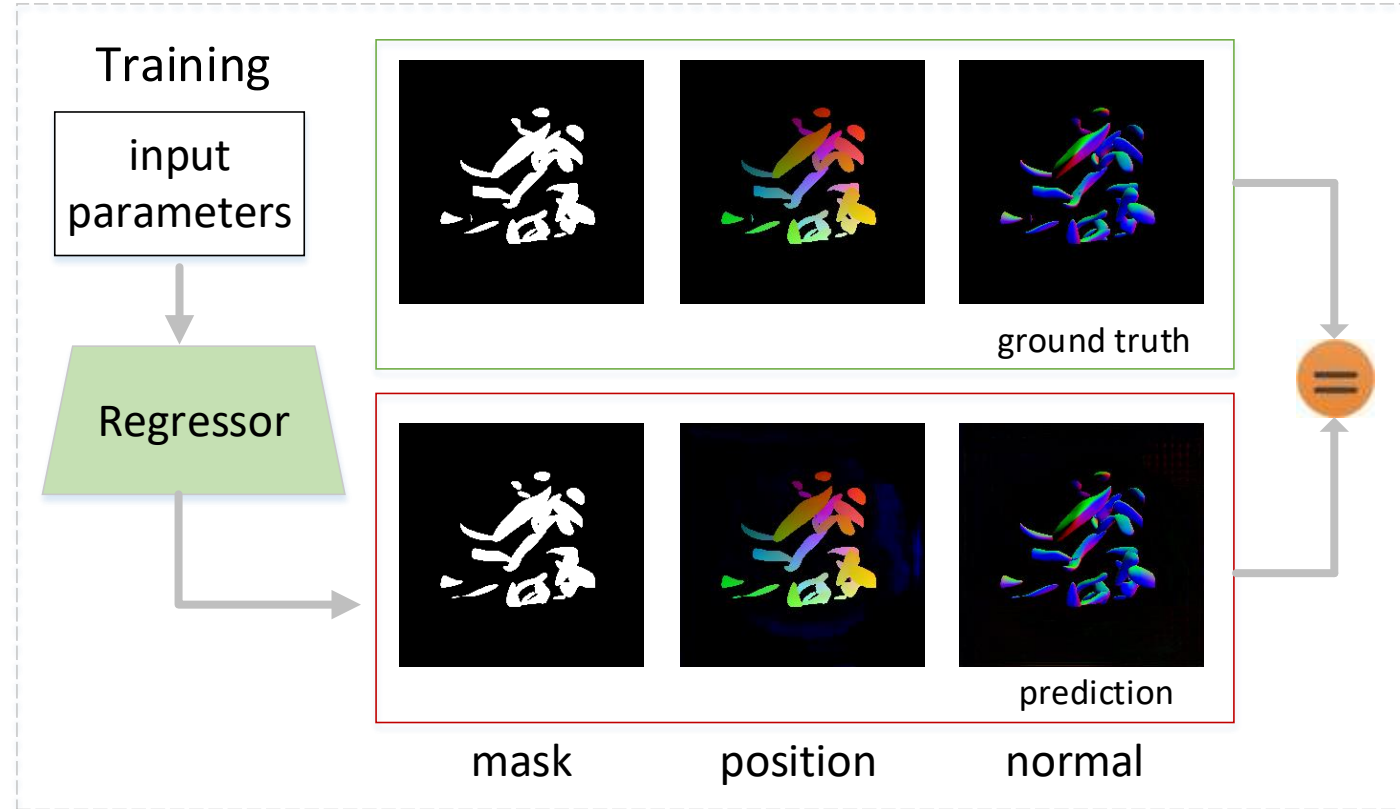 Training
input
parameters
Regressor
ground truth
prediction
mask
position
normal